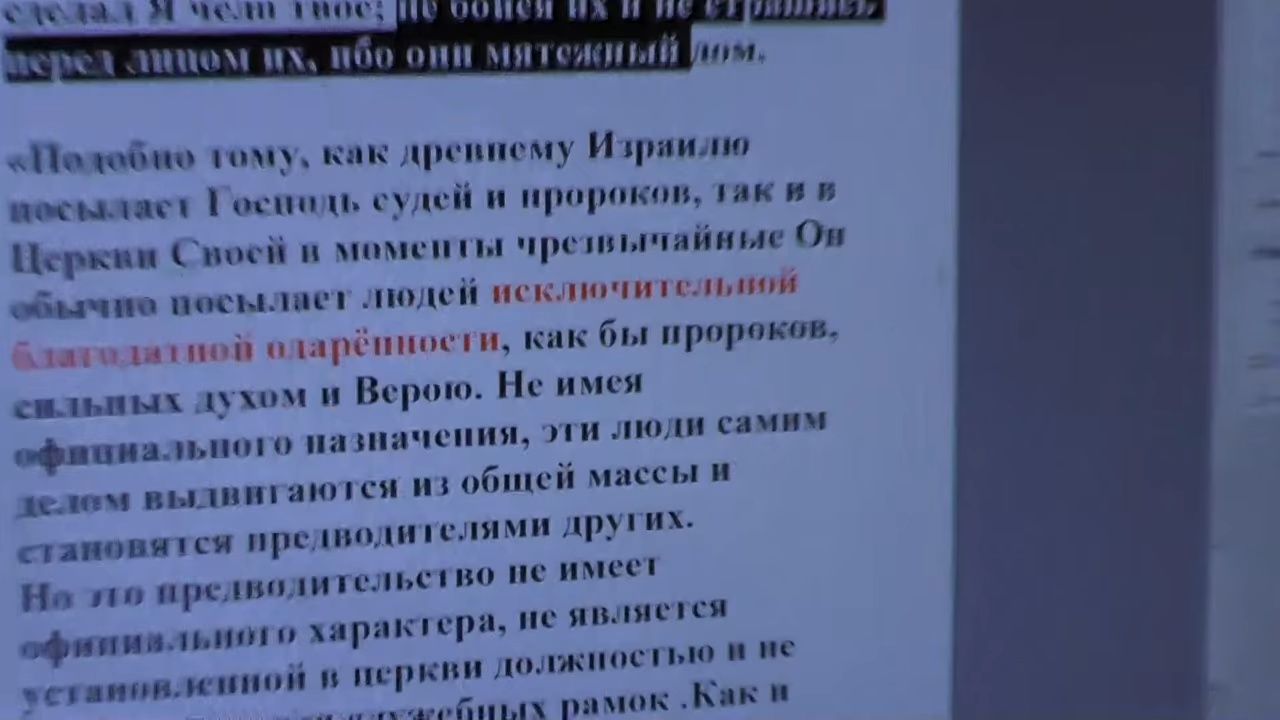 сделал Я чело твое; не бойся их и не страшись
перед лицом их, ибо они мятежный дом.
«Подобно тому, как древнему Израилю
посылает Господь судей и пророков, так и в
Церкви Своей в моменты чрезвычайные Он
обычно посылает людей исключительной
благодатной одарённости, как бы пророков,
сильных духом и Верою. Не имея
официального назначения, эти люди самим
делом выдвигаются из общей массы и
становятся предводителями других.
Но это предводительство не имеет
официального характера, не является
установленной в церкви должностью и не
служебных рамок .Как и